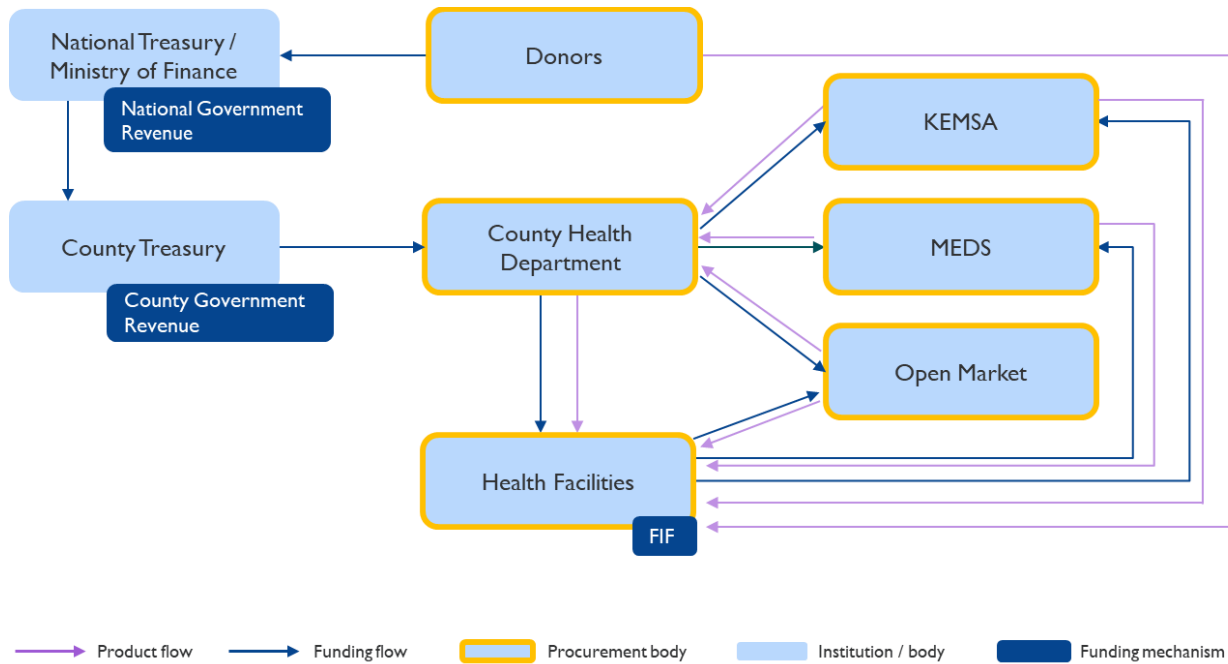 National Treasury /
Ministry of Finance
National Government
Revenue
Donors
KEMSA
County Treasury
County Government
Revenue
County Health
Department
MEDS
Open Market
Health Facilities
FIF
Product flow
Funding flow
Procurement body
Institution / body
Funding mechanism